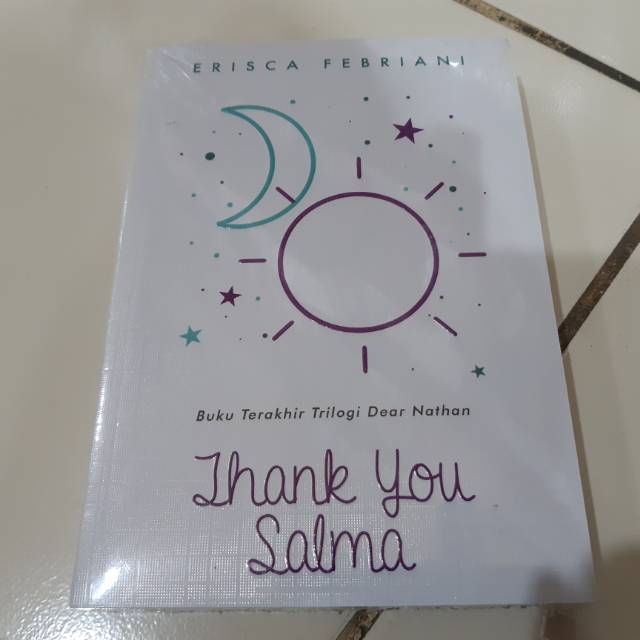 ERISCA FEBRIANI
Buku Terakhir Trilogi Dear Nathan
Thank You
Salma